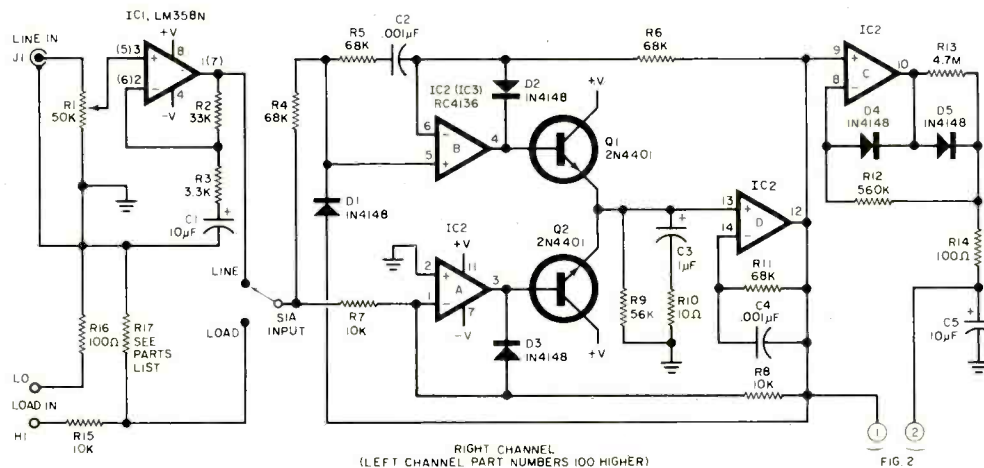 LINE IN
J1
R1
50K
IC1, LM358N
+V
8
(5)3
+
(6)2
-
4
-V
1(7)
R2
33K
R3
3.3K
C1
10µF
+
R16
100Ω
R17
SEE
PARTS
LIST
LO
LOAD IN
HI
R15
10K
LINE
LOAD
S1A
INPUT
R4
68K
R5
68K
C2
.001µF
R6
68K
IC2 (IC3)
RC4136
6
-
B
5
+
4
D2
IN4148
+V
Q1
2N4401
D1
IN4148
R7
10K
IC2
+V
11
2
+
A
1
-
7
-V
3
D3
IN4148
Q2
2N4401
+V
R9
56K
+
C3
1µF
R10
10Ω
IC2
13
+
D
14
-
12
R11
68K
C4
.001µF
R8
10K
IC2
9
+
C
8
-
10
R13
4.7M
D4
IN4148
D5
IN4148
R12
560K
R14
100Ω
+
C5
10µF
1
2
FIG 2
RIGHT CHANNEL
(LEFT CHANNEL PART NUMBERS 100 HIGHER)